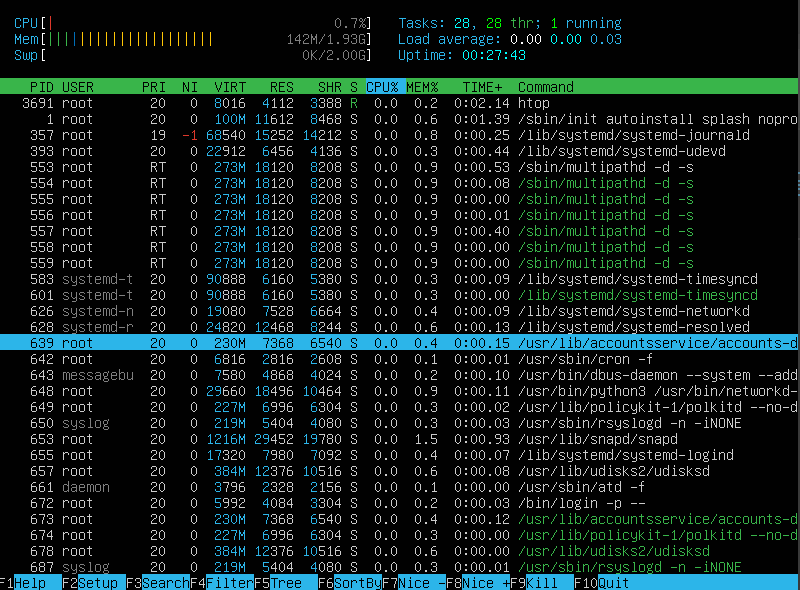 CPU[| 0.7%] Tasks: 28, 28 thr; 1 running
Mem[||||||||||||||||||||| 142M/1.93G] Load average: 0.00 0.00 0.03
Swp[ 0K/2.00G] Uptime: 00:27:43
PID USER PRI NI VIRT RES SHR S CPU% MEM% TIME+ Command
3691 root 20 0 8016 4112 3388 R 0.0 0.2 0:02.14 htop
1 root 20 0 100M 11612 8468 S 0.0 0.6 0:01.39 /sbin/init autoinstall splash nopro
357 root 19 -1 68540 15252 14212 S 0.0 0.8 0:00.25 /lib/systemd/systemd-journald
393 root 20 0 22912 6456 4136 S 0.0 0.3 0:00.44 /lib/systemd/systemd-udevd
553 root RT 0 273M 18120 8208 S 0.0 0.9 0:00.53 /sbin/multipathd -d -s
554 root RT 0 273M 18120 8208 S 0.0 0.9 0:00.08 /sbin/multipathd -d -s
555 root RT 0 273M 18120 8208 S 0.0 0.9 0:00.00 /sbin/multipathd -d -s
556 root RT 0 273M 18120 8208 S 0.0 0.9 0:00.01 /sbin/multipathd -d -s
557 root RT 0 273M 18120 8208 S 0.0 0.9 0:00.40 /sbin/multipathd -d -s
558 root RT 0 273M 18120 8208 S 0.0 0.9 0:00.00 /sbin/multipathd -d -s
559 root RT 0 273M 18120 8208 S 0.0 0.9 0:00.00 /sbin/multipathd -d -s
583 systemd-t 20 0 90888 6160 5380 S 0.0 0.3 0:00.09 /lib/systemd/systemd-timesyncd
601 systemd-t 20 0 90888 6160 5380 S 0.0 0.3 0:00.00 /lib/systemd/systemd-timesyncd
626 systemd-n 20 0 19080 7528 6664 S 0.0 0.4 0:00.09 /lib/systemd/systemd-networkd
628 systemd-r 20 0 24820 12468 8244 S 0.0 0.6 0:00.13 /lib/systemd/systemd-resolved
639 root 20 0 230M 7368 6540 S 0.0 0.4 0:00.15 /usr/lib/accountsservice/accounts-d
642 root 20 0 6816 2816 2608 S 0.0 0.1 0:00.01 /usr/sbin/cron -f
643 messagebu 20 0 7580 4868 4024 S 0.0 0.2 0:00.10 /usr/bin/dbus-daemon --system --add
648 root 20 0 29660 18496 10464 S 0.0 0.9 0:00.11 /usr/bin/python3 /usr/bin/networkd-
649 root 20 0 227M 6996 6304 S 0.0 0.3 0:00.02 /usr/lib/policykit-1/polkitd --no-d
650 syslog 20 0 219M 5404 4080 S 0.0 0.3 0:00.03 /usr/sbin/rsyslogd -n -iNONE
653 root 20 0 1216M 29452 19780 S 0.0 1.5 0:00.93 /usr/lib/snapd/snapd
655 root 20 0 17320 7980 7092 S 0.0 0.4 0:00.07 /lib/systemd/systemd-logind
657 root 20 0 384M 12376 10516 S 0.0 0.6 0:00.08 /usr/lib/udisks2/udisksd
661 daemon 20 0 3796 2328 2156 S 0.0 0.1 0:00.00 /usr/sbin/atd -f
672 root 20 0 5992 4084 3304 S 0.0 0.2 0:00.03 /bin/login -p --
673 root 20 0 230M 7368 6540 S 0.0 0.4 0:00.12 /usr/lib/accountsservice/accounts-d
674 root 20 0 227M 6996 6304 S 0.0 0.3 0:00.00 /usr/lib/policykit-1/polkitd --no-d
678 root 20 0 384M 12376 10516 S 0.0 0.6 0:00.00 /usr/lib/udisks2/udisksd
687 syslog 20 0 219M 5404 4080 S 0.0 0.3 0:00.01 /usr/sbin/rsyslogd -n -iNONE
F1Help F2Setup F3SearchF4FilterF5Tree F6SortByF7Nice -F8Nice +F9Kill F10Quit